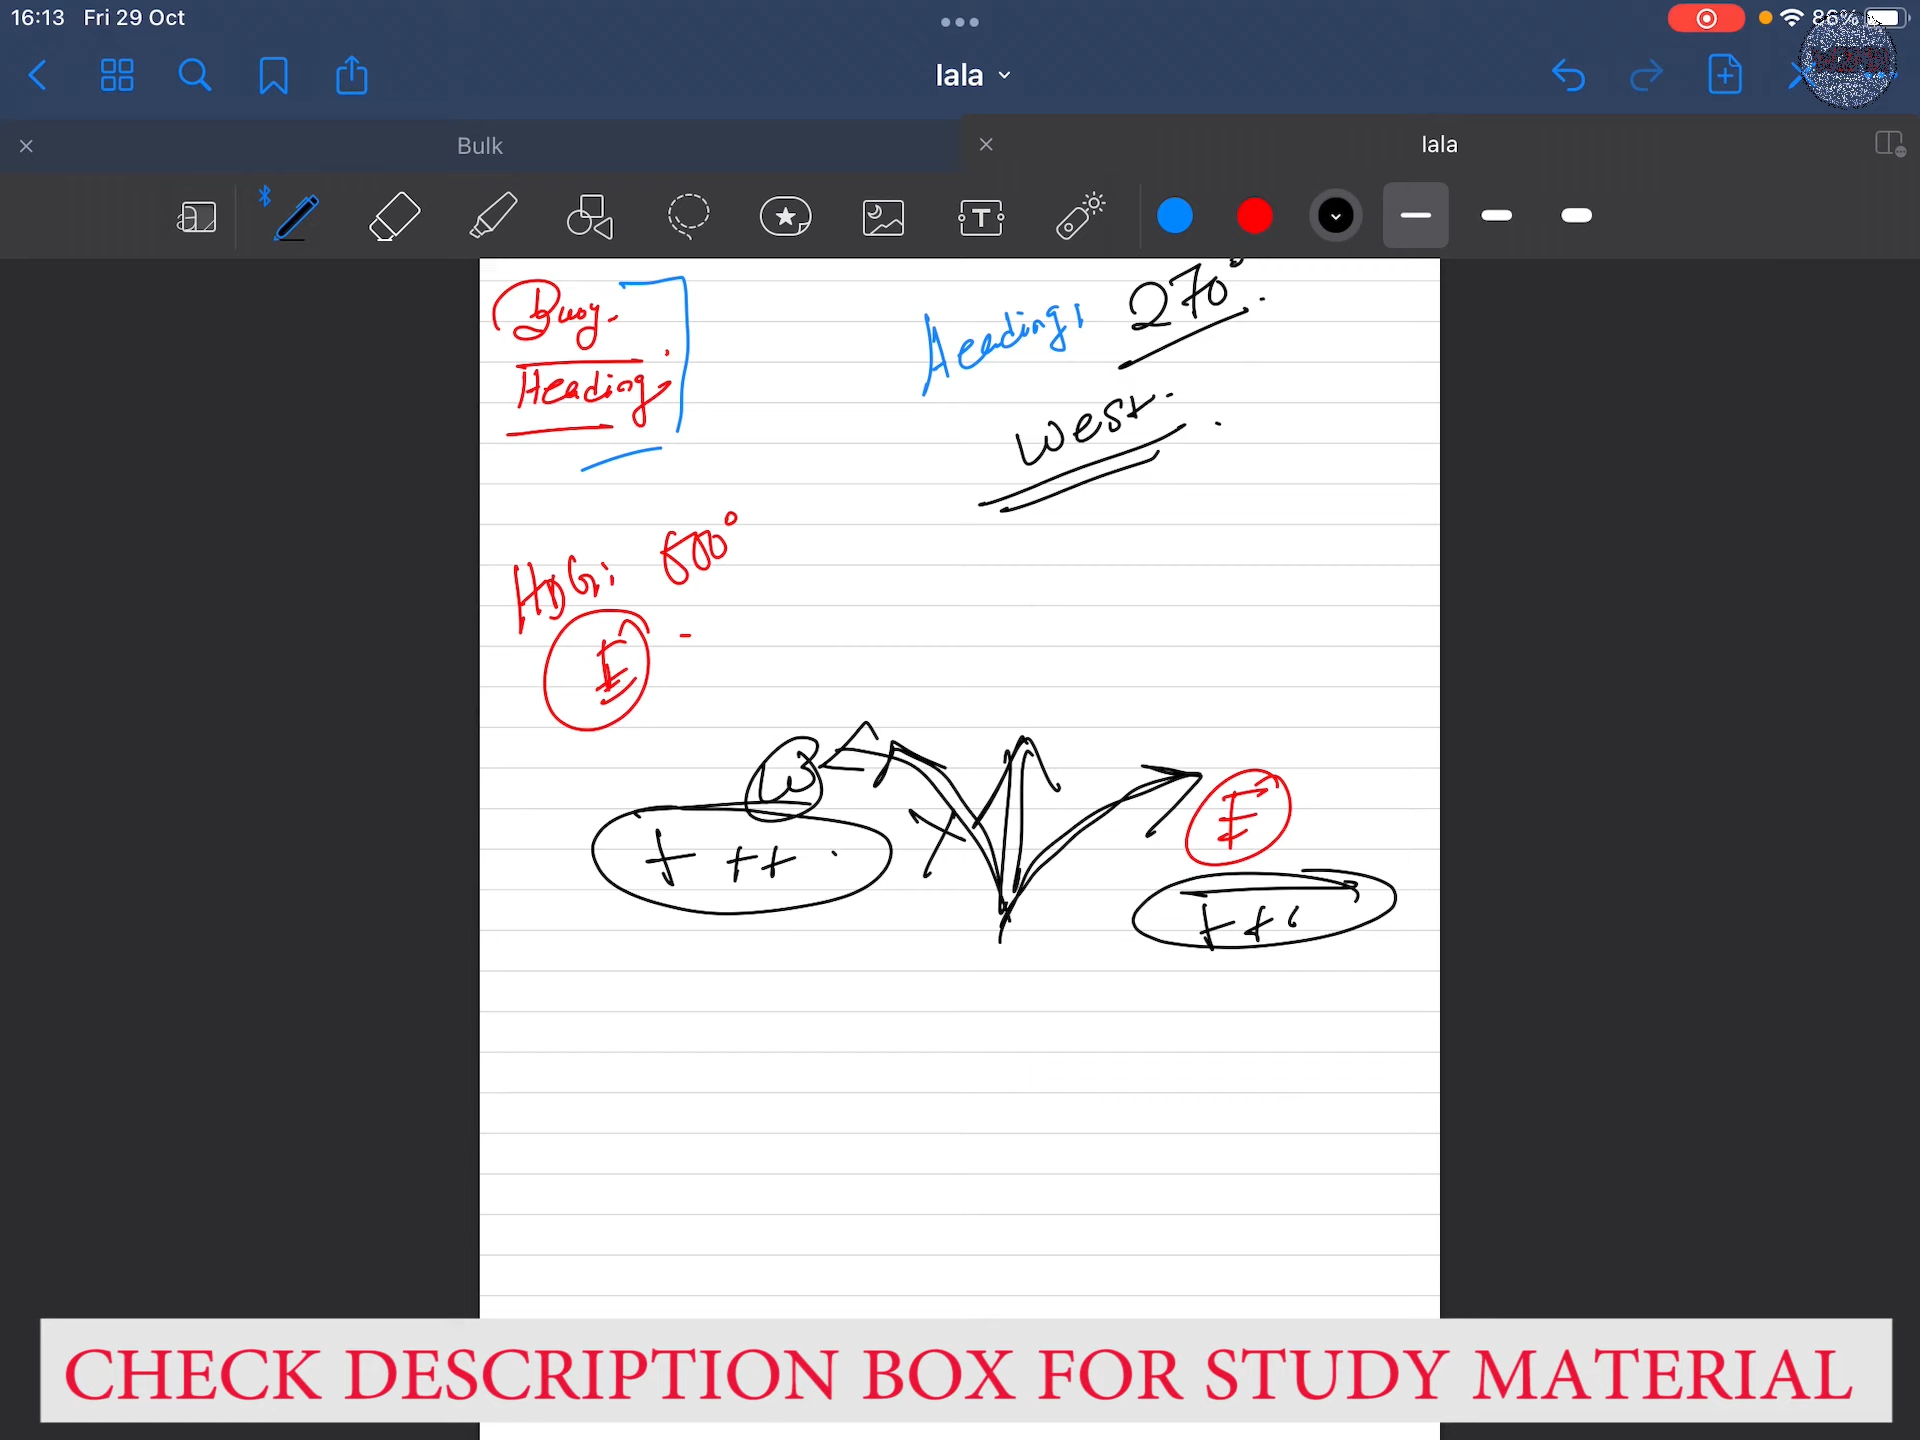 16:13 Fri 29 Oct
86%
lala
Bulk
lala
T
Buoy.
Heading
Heading:
270°.
West.
HDG:
E
W
E
CHECK DESCRIPTION BOX FOR STUDY MATERIAL